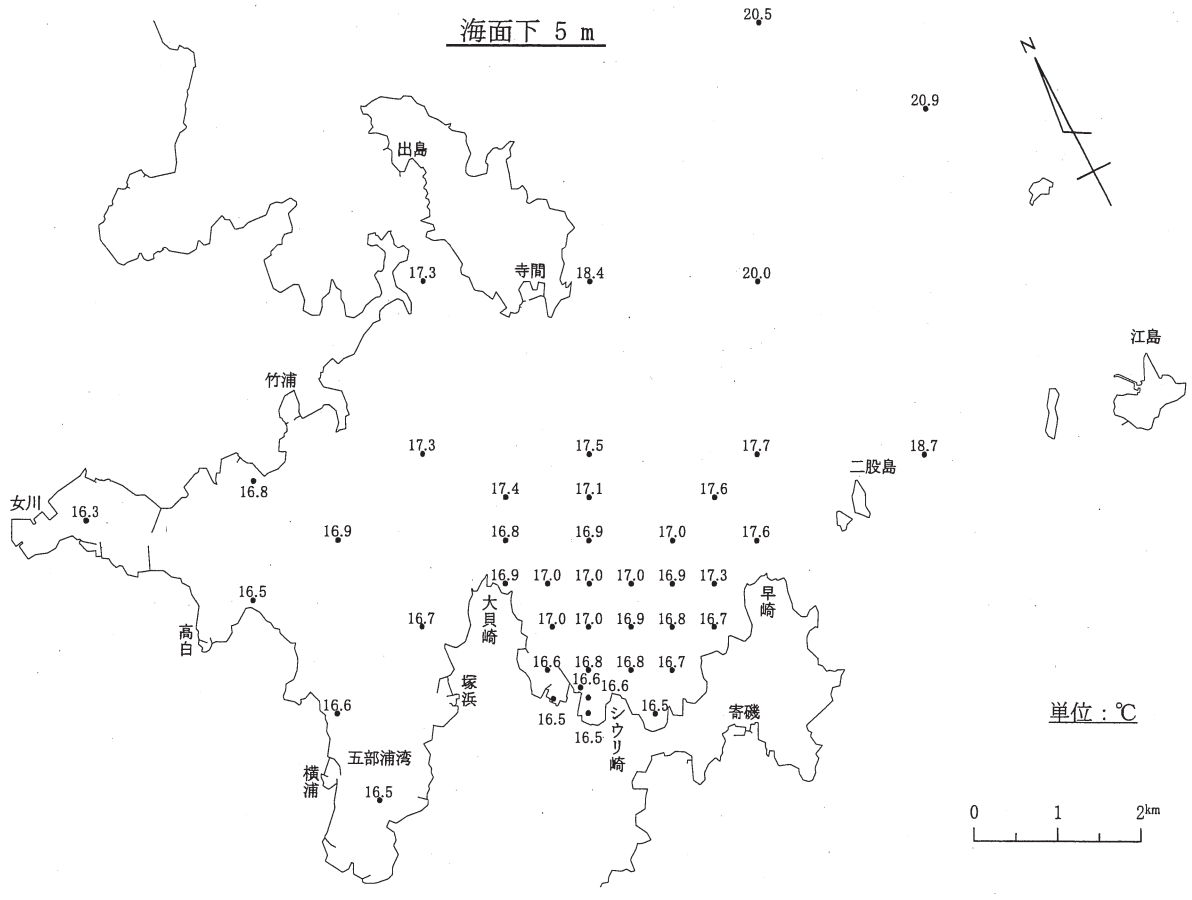 海面下 5 m
20.5
20.9
N
出島
17.3
寺間
18.4
20.0
江島
竹浦
17.3
17.5
17.7
18.7
二股島
16.8
17.4
17.1
17.6
女川
16.3
16.9
16.8
16.9
17.0
17.6
16.9
17.0
17.0
17.0
16.9
17.3
16.5
大貝崎
早崎
高白
16.7
17.0
17.0
16.9
16.8
16.7
16.6
16.8
16.8
16.7
塚浜
16.6
16.6
16.6
16.5
16.5
16.5
シウリ崎
寄磯
単位：℃
五部浦湾
横浦
16.5
0 1 2km